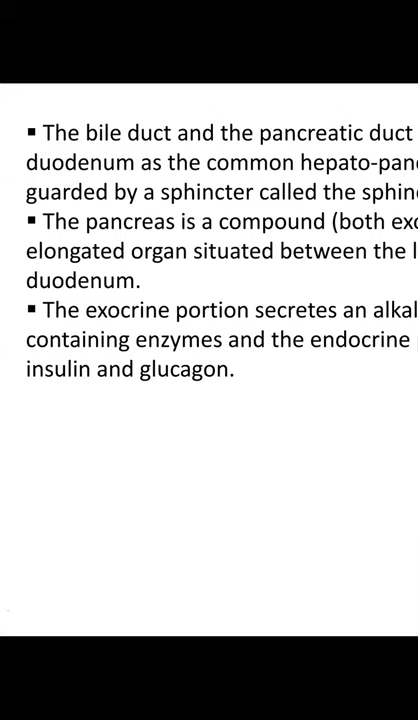 ▪ The bile duct and the pancreatic duct
duodenum as the common hepato-pan
guarded by a sphincter called the sphin
▪ The pancreas is a compound (both exo
elongated organ situated between the l
duodenum.
▪ The exocrine portion secretes an alkal
containing enzymes and the endocrine
insulin and glucagon.